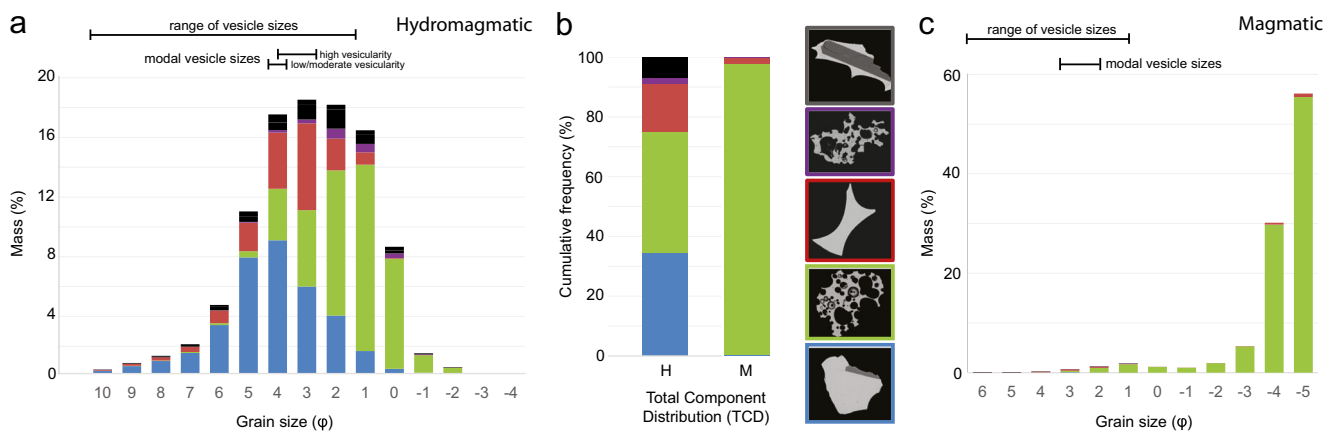 a
range of vesicle sizes
Hydromagmatic
modal vesicle sizes
high vesicularity
low/moderate vesicularity
20
16
12
8
4
0
Mass (%)
10 9 8 7 6 5 4 3 2 1 0 -1 -2 -3 -4
Grain size (φ)
b
100
80
60
40
20
0
Cumulative frequency (%)
H M
Total Component
Distribution (TCD)
c
Magmatic
range of vesicle sizes
modal vesicle sizes
60
40
20
0
Mass (%)
6 5 4 3 2 1 0 -1 -2 -3 -4 -5
Grain size (φ)